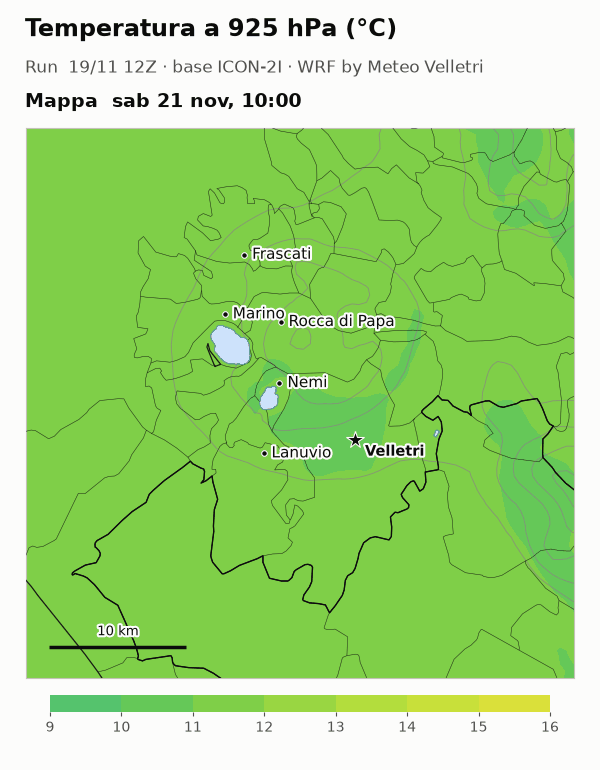 Temperatura a 925 hPa (°C)
Run  19/11 12Z · base ICON-2I · WRF by Meteo Velletri
Mappa  sab 21 nov, 10:00
Frascati
Marino
Rocca di Papa
Nemi
Velletri
Lanuvio
10 km
9 10 11 12 13 14 15 16